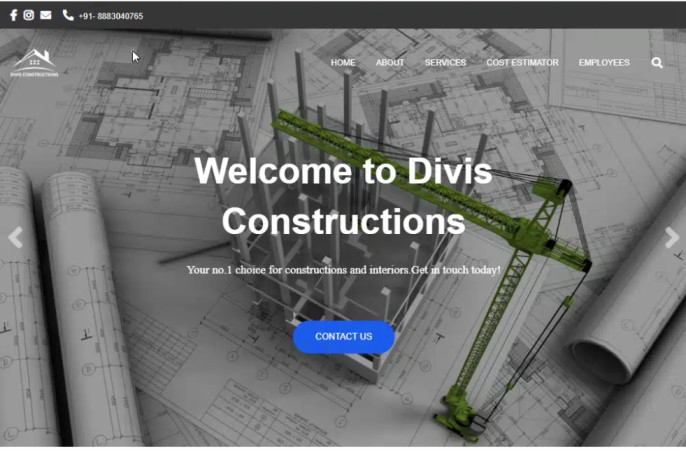 +91- 8883040765
DIVIS CONSTRUCTIONS
HOME ABOUT SERVICES COST ESTIMATOR EMPLOYEES
Welcome to Divis
Constructions
Your no.1 choice for constructions and interiors.Get in touch today!
CONTACT US